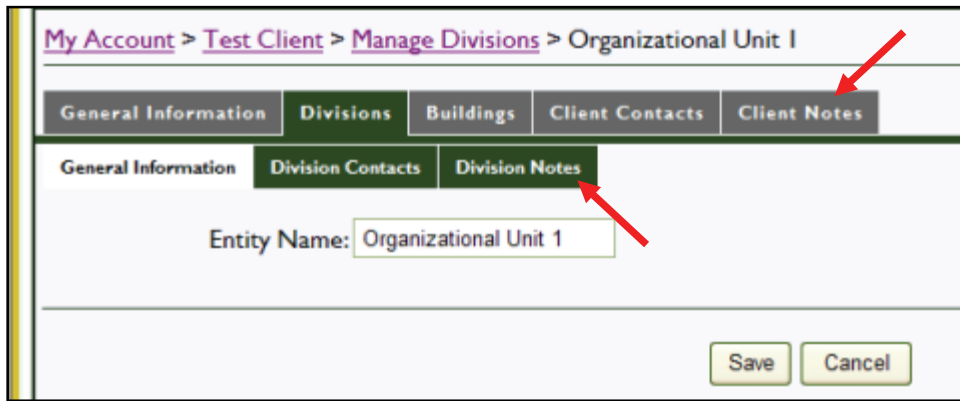 My Account > Test Client > Manage Divisions > Organizational Unit 1
General Information Divisions Buildings Client Contacts Client Notes
General Information Division Contacts Division Notes
Entity Name: Organizational Unit 1
Save Cancel